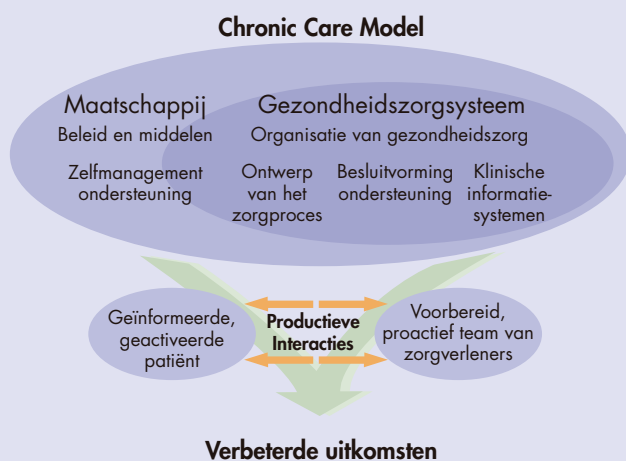 Chronic Care Model
Maatschappij
Beleid en middelen
Gezondheidszorgsysteem
Organisatie van gezondheidszorg
Zelfmanagement
ondersteuning
Ontwerp
van het
zorgproces
Besluitvorming
ondersteuning
Klinische
informatie-
systemen
Geïnformeerde,
geactiveerde
patiënt
Productieve
Interacties
Voorbereid,
proactief team van
zorgverleners
Verbeterde uitkomsten